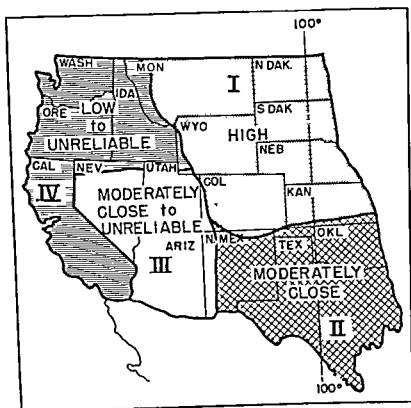 100°
WASH
MON
N DAK.
I
IDA
ORE
LOW
to
UNRELIABLE
S DAK
WYO
HIGH
NEB
CAL
NEV
UTAH
COL
IV
MODERATELY
CLOSE to
UNRELIABLE
KAN
ARIZ
N. MEX
TEX
OKL
III
MODERATELY
CLOSE
II
100°